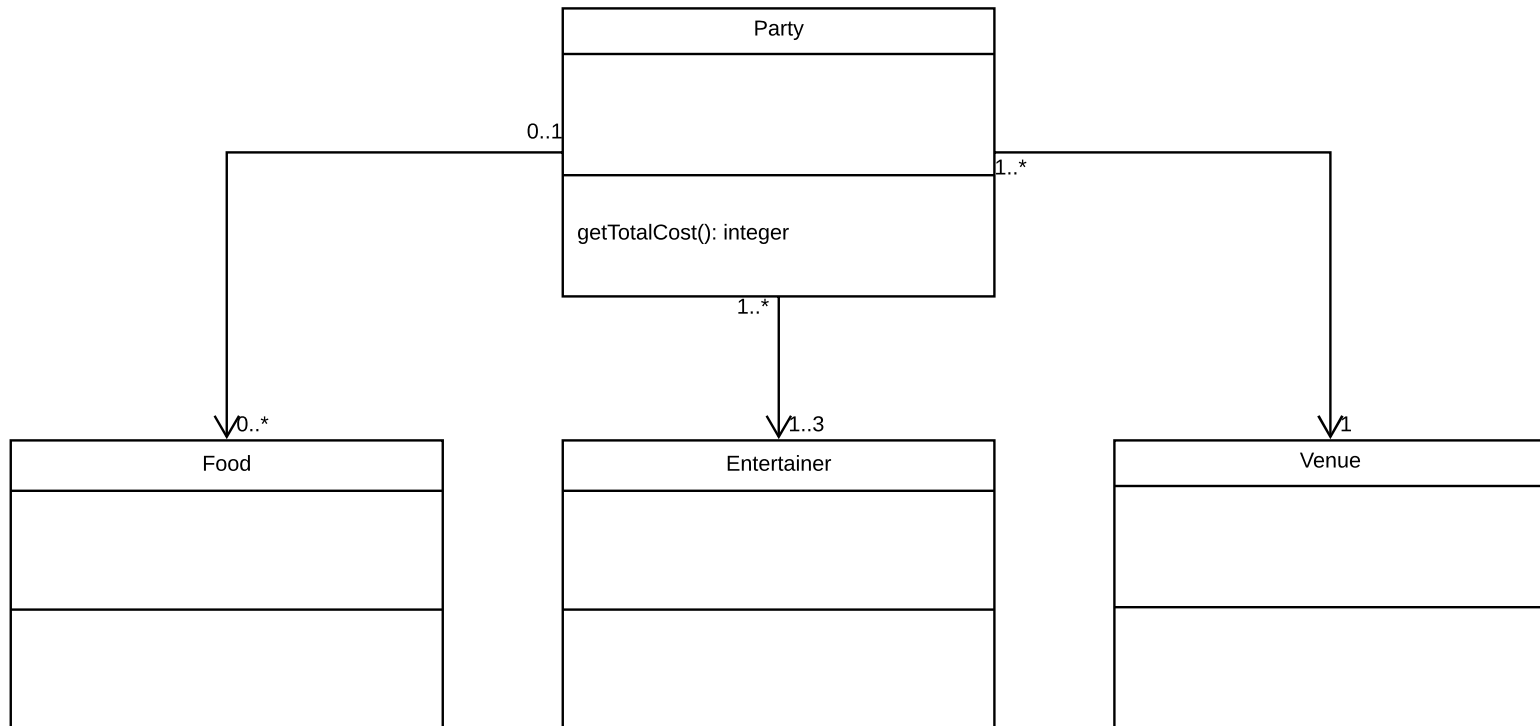 Party
0..1
1..*
getTotalCost(): integer
1..*
0..*
1..3
1
Food
Entertainer
Venue